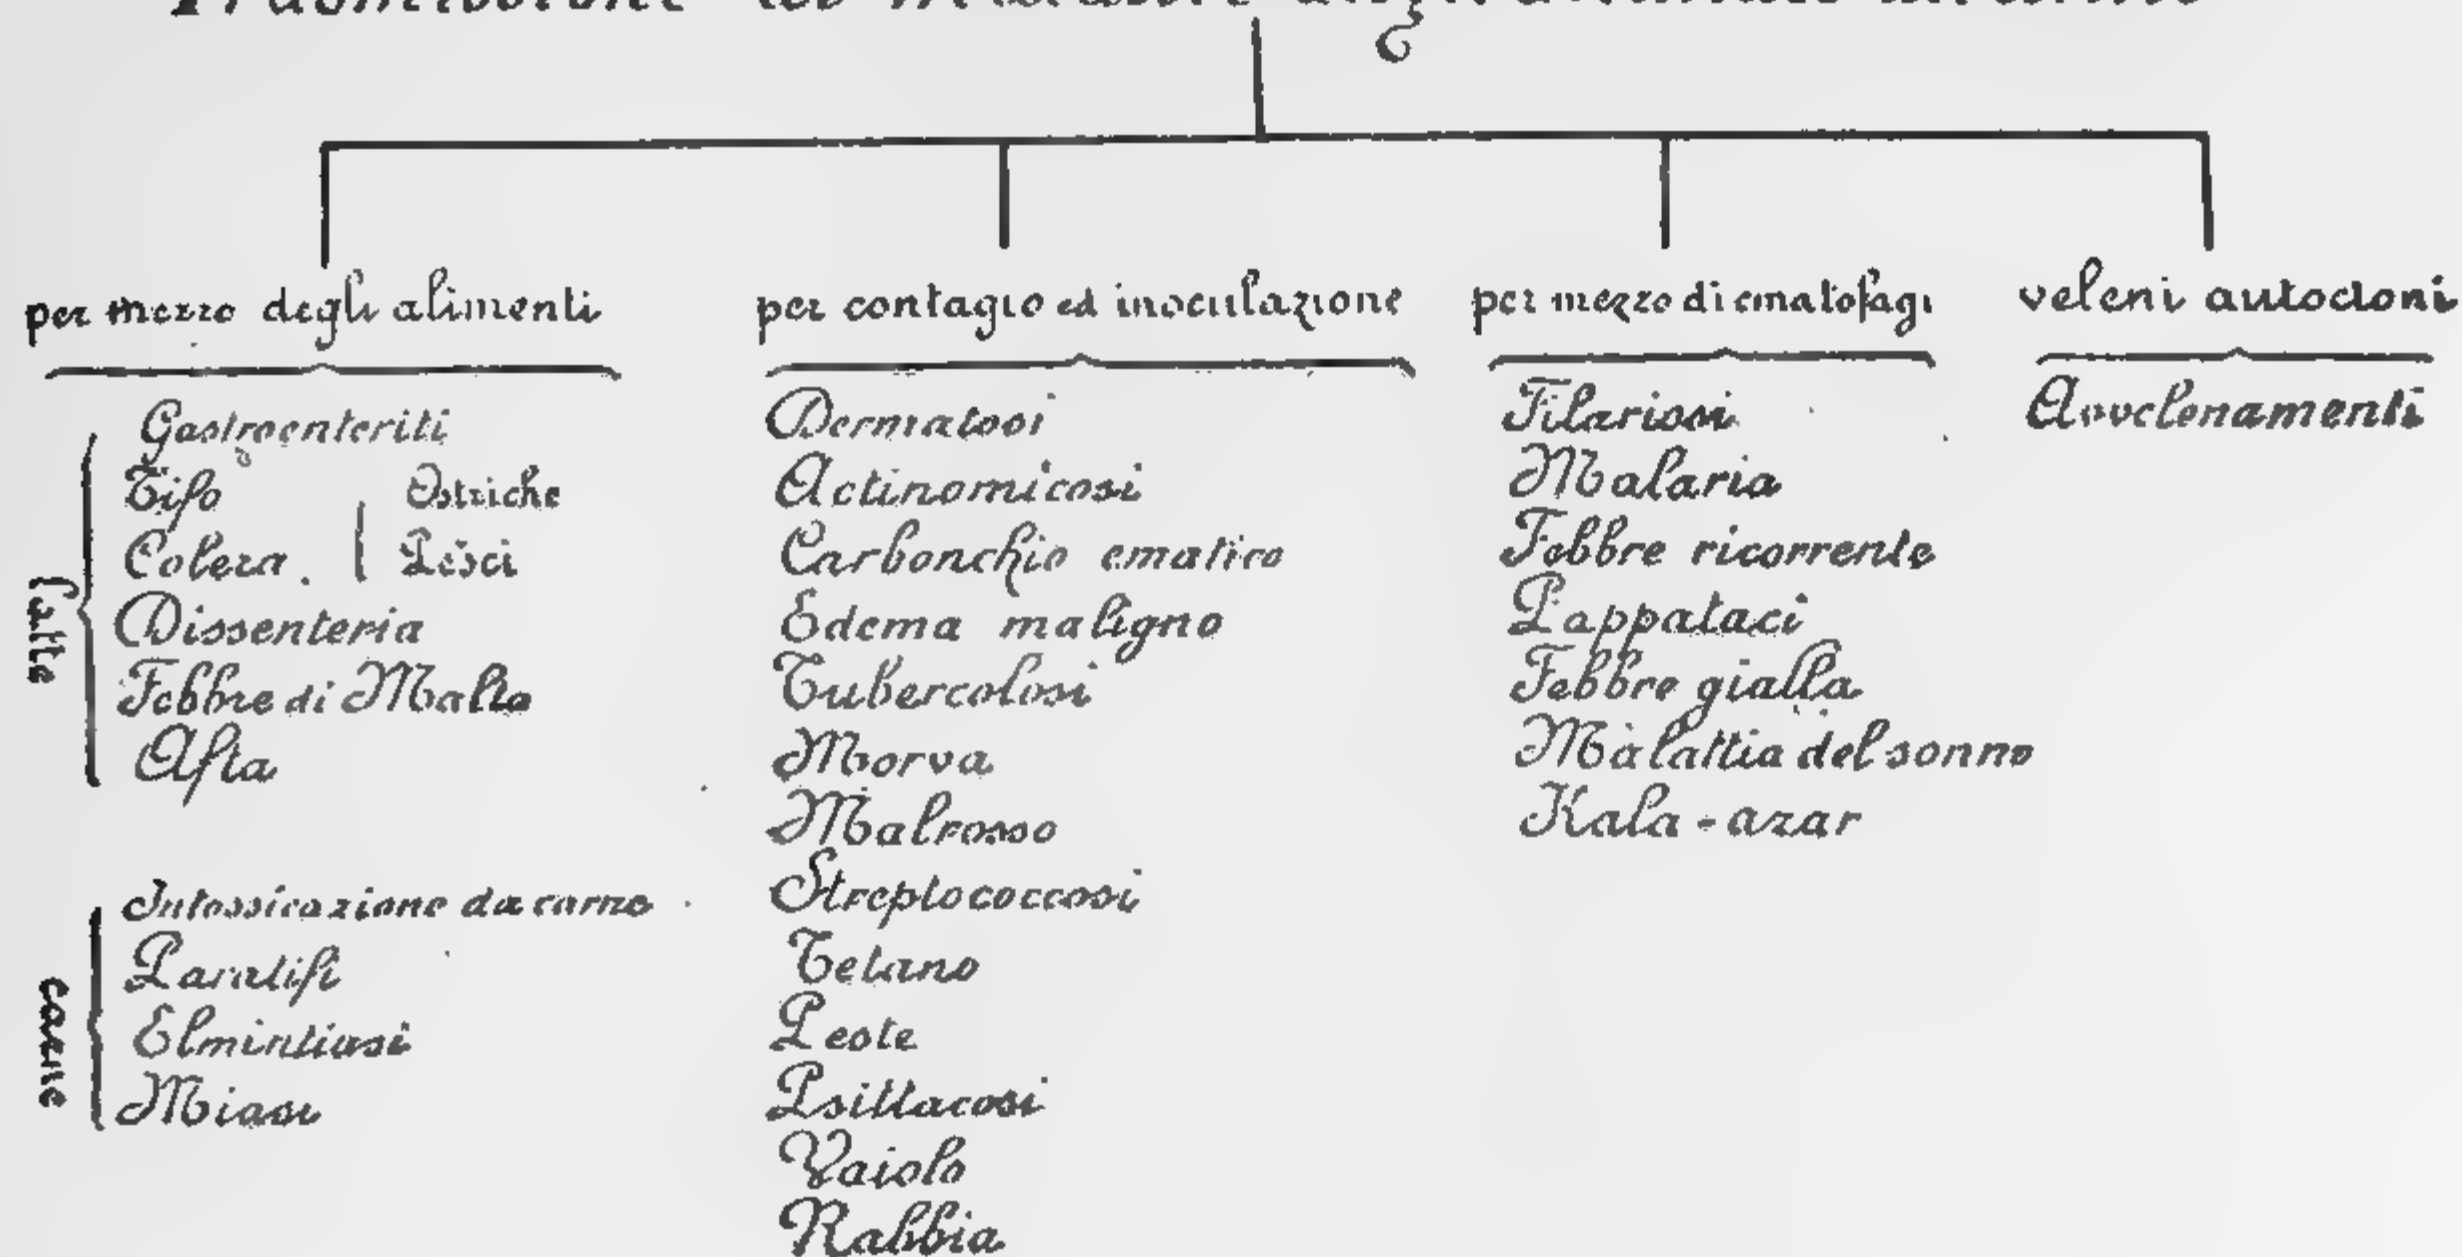 per mezzo degli alimenti
Latte
Gastroenteriti
Tifo
Colera.
Ostriche
Pesci
Dissenteria
Febbre di Malta
Afta
carne
Intossicazione da carne
Paratifi
Elmintiasi
Miasi
per contagio ed inoculazione
Dermatosi
Actinomicosi
Carbonchio ematico
Edema maligno
Tubercolosi
Morva
Malrosso
Streptococcosi
Tetano
Peste
Psittacosi
Vaiolo
Rabbia
per mezzo di ematofagi
Filariosi
Malaria
Febbre ricorrente
Pappataci
Febbre gialla
Malattia del sonno
Kala-azar
veleni autoctoni
Avvelenamenti